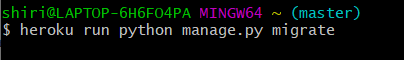 shiri@LAPTOP-6H6FO4PA MINGW64 ~ (master)
$ heroku run python manage.py migrate